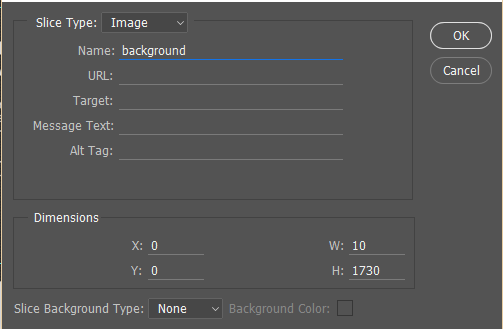 Slice Type: Image
OK
Name: background
URL:
Cancel
Target:
Message Text:
Alt Tag:
Dimensions
X: 0 W: 10
Y: 0 H: 1730
Slice Background Type: None Background Color: